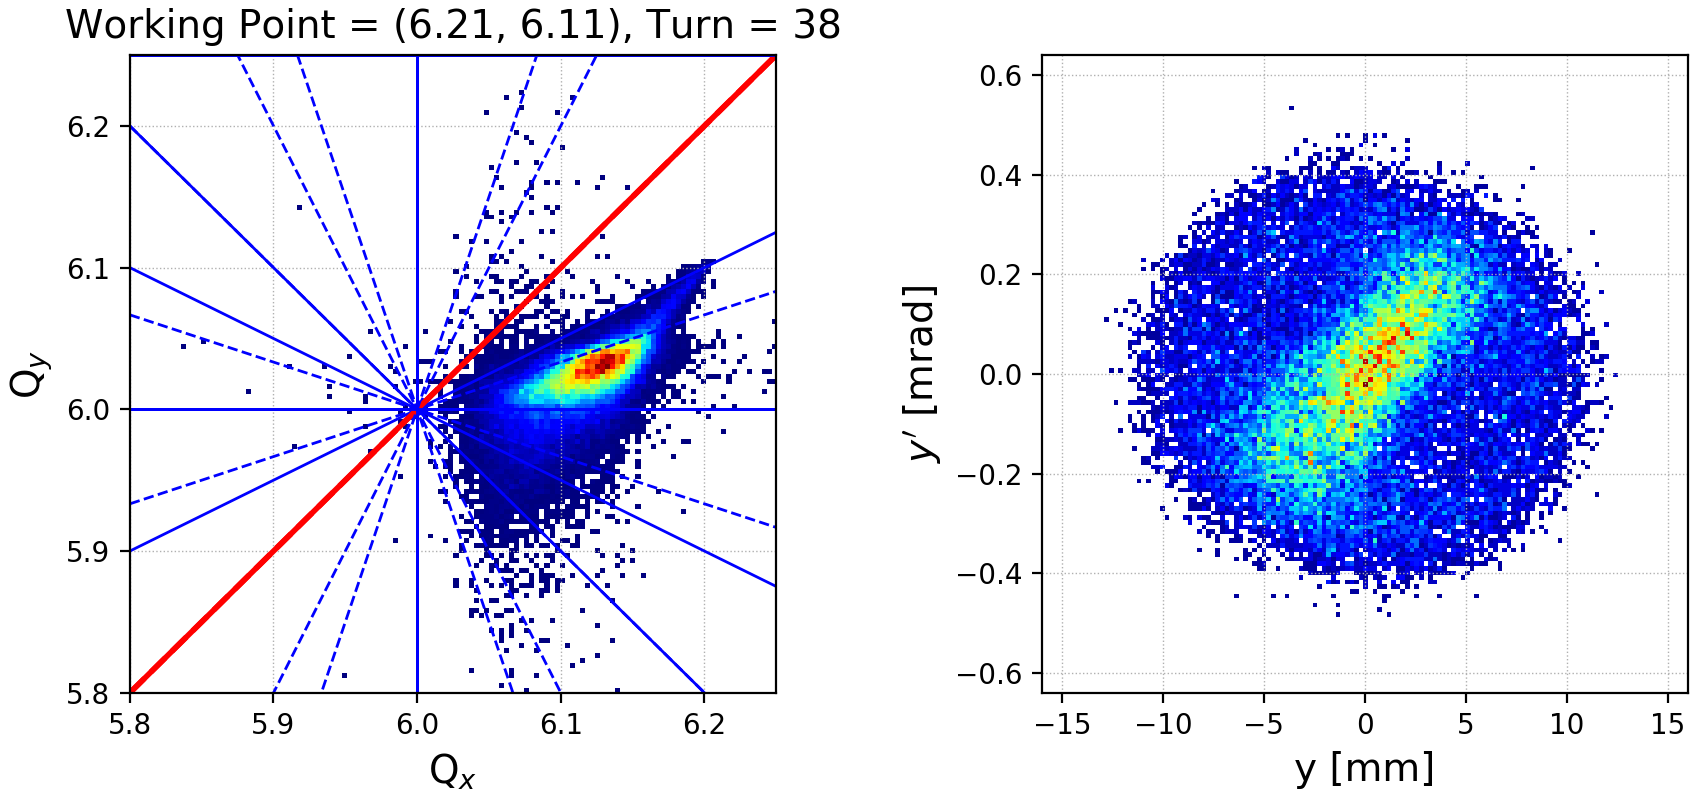 Working Point = (6.21, 6.11), Turn = 38
6.2
6.1
6.0
5.9
5.8
5.8 5.9 6.0 6.1 6.2
Qy
Qx
0.6
0.4
0.2
0.0
−0.2
−0.4
−0.6
−15 −10 −5 0 5 10 15
y′ [mrad]
y [mm]